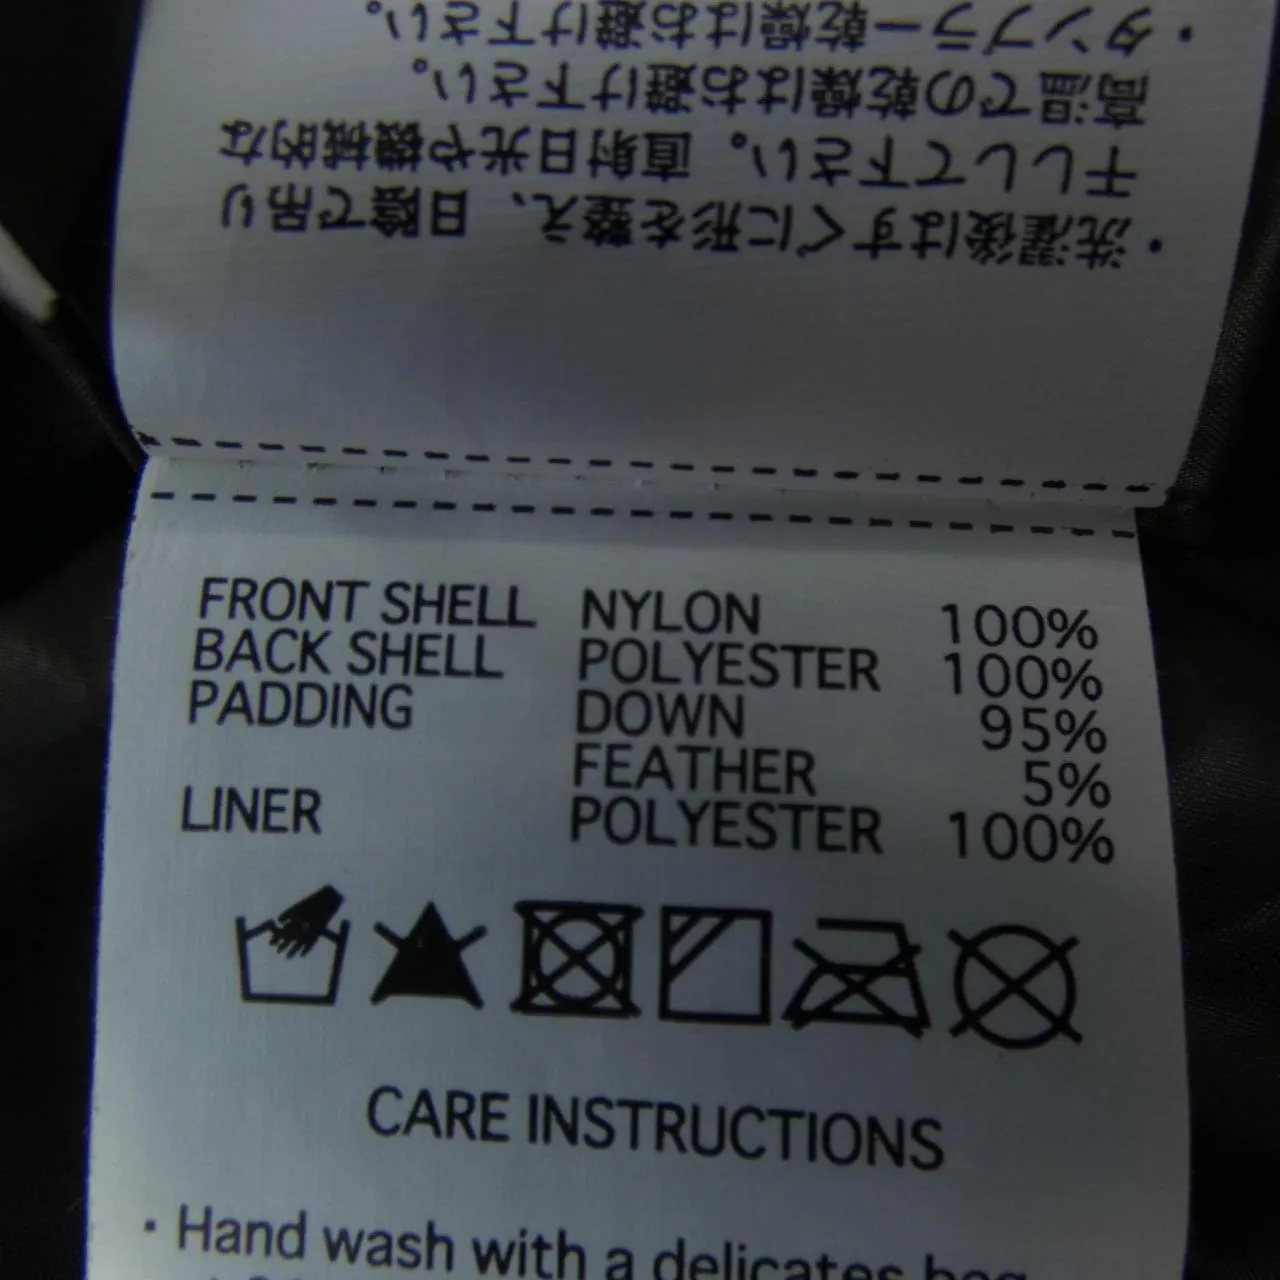 ・洗濯後はすぐに形を整え、日陰で吊り
干しして下さい。直射日光や機械的な
高温での乾燥はお避け下さい。
・タンブラー乾燥はお避け下さい。
FRONT SHELL NYLON 100%
BACK SHELL POLYESTER 100%
PADDING DOWN 95%
FEATHER 5%
LINER POLYESTER 100%
CARE INSTRUCTIONS
・Hand wash with a delicates bag